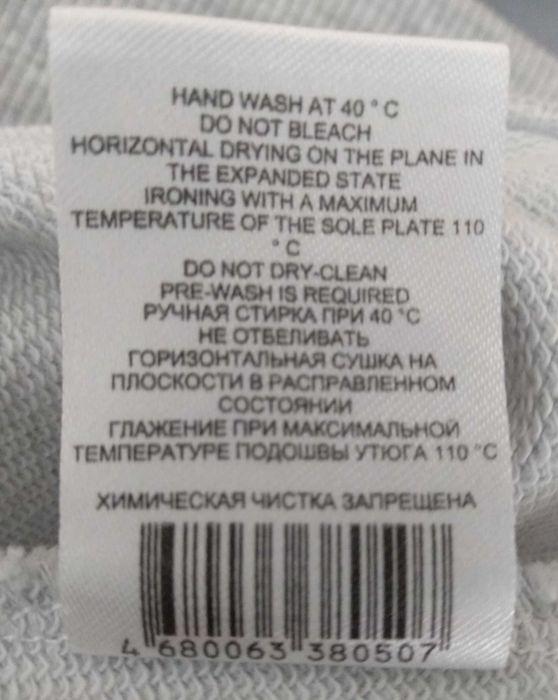 HAND WASH AT 40 ° C
DO NOT BLEACH
HORIZONTAL DRYING ON THE PLANE IN
THE EXPANDED STATE
IRONING WITH A MAXIMUM
TEMPERATURE OF THE SOLE PLATE 110
° C
DO NOT DRY-CLEAN
PRE-WASH IS REQUIRED
РУЧНАЯ СТИРКА ПРИ 40 °C
НЕ ОТБЕЛИВАТЬ
ГОРИЗОНТАЛЬНАЯ СУШКА НА
ПЛОСКОСТИ В РАСПРАВЛЕННОМ
СОСТОЯНИИ
ГЛАЖЕНИЕ ПРИ МАКСИМАЛЬНОЙ
ТЕМПЕРАТУРЕ ПОДОШВЫ УТЮГА 110 °C
ХИМИЧЕСКАЯ ЧИСТКА ЗАПРЕЩЕНА
4 680063 380507